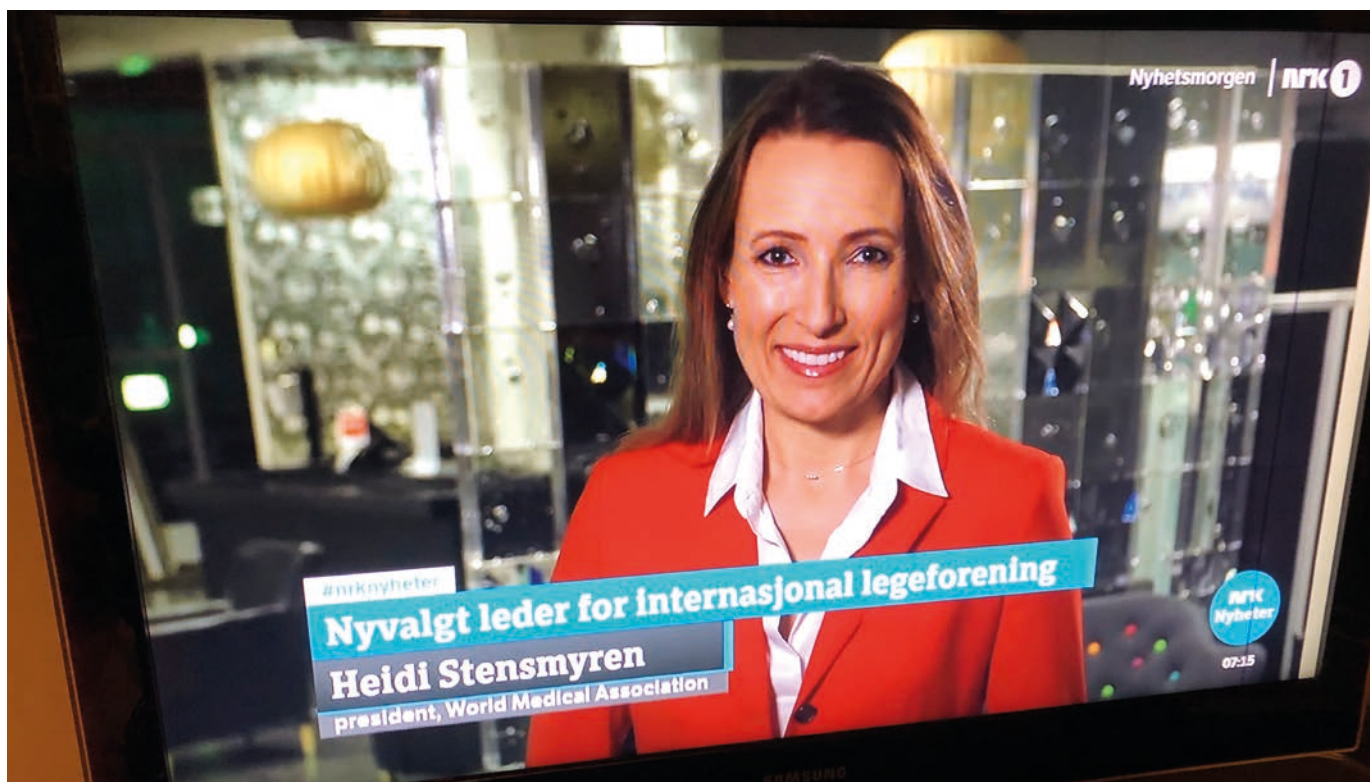 Nyhetsmorgen nrk 1
#nrknyheter
Nyvalgt leder for internasjonal legeforening
Heidi Stensmyren
president, World Medical Association
nrk
Nyheter
07:15
SAMSUNG